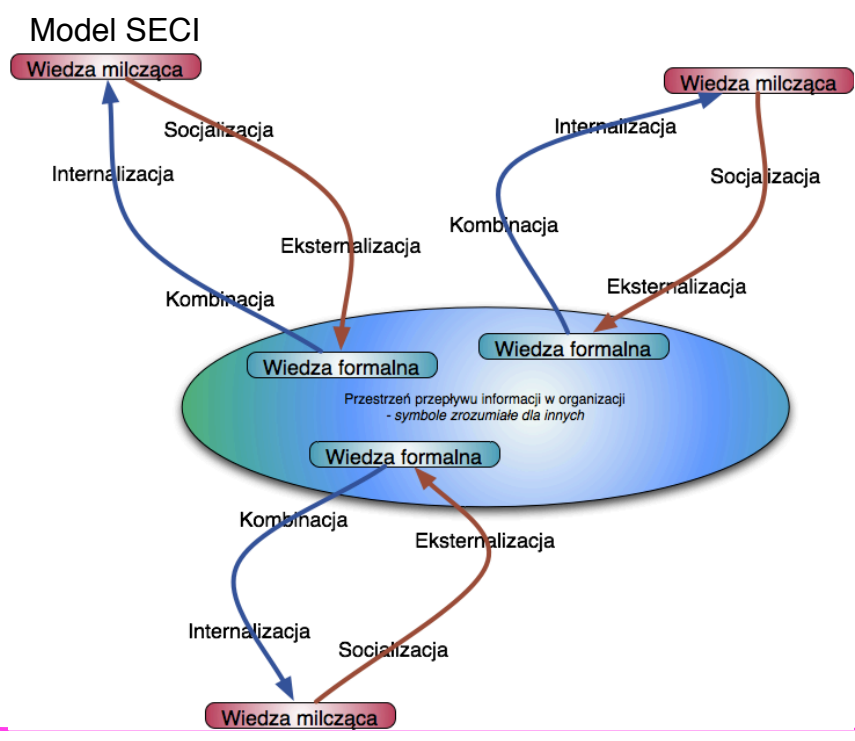 Model SECI
Wiedza milcząca
Wiedza milcząca
Socjalizacja
Internalizacja
Internalizacja
Socjalizacja
Kombinacja
Eksternalizacja
Eksternalizacja
Kombinacja
Wiedza formalna
Wiedza formalna
Przestrzeń przepływu informacji w organizacji
- symbole zrozumiałe dla innych
Wiedza formalna
Kombinacja
Eksternalizacja
Internalizacja
Socializacja
Wiedza milcząca